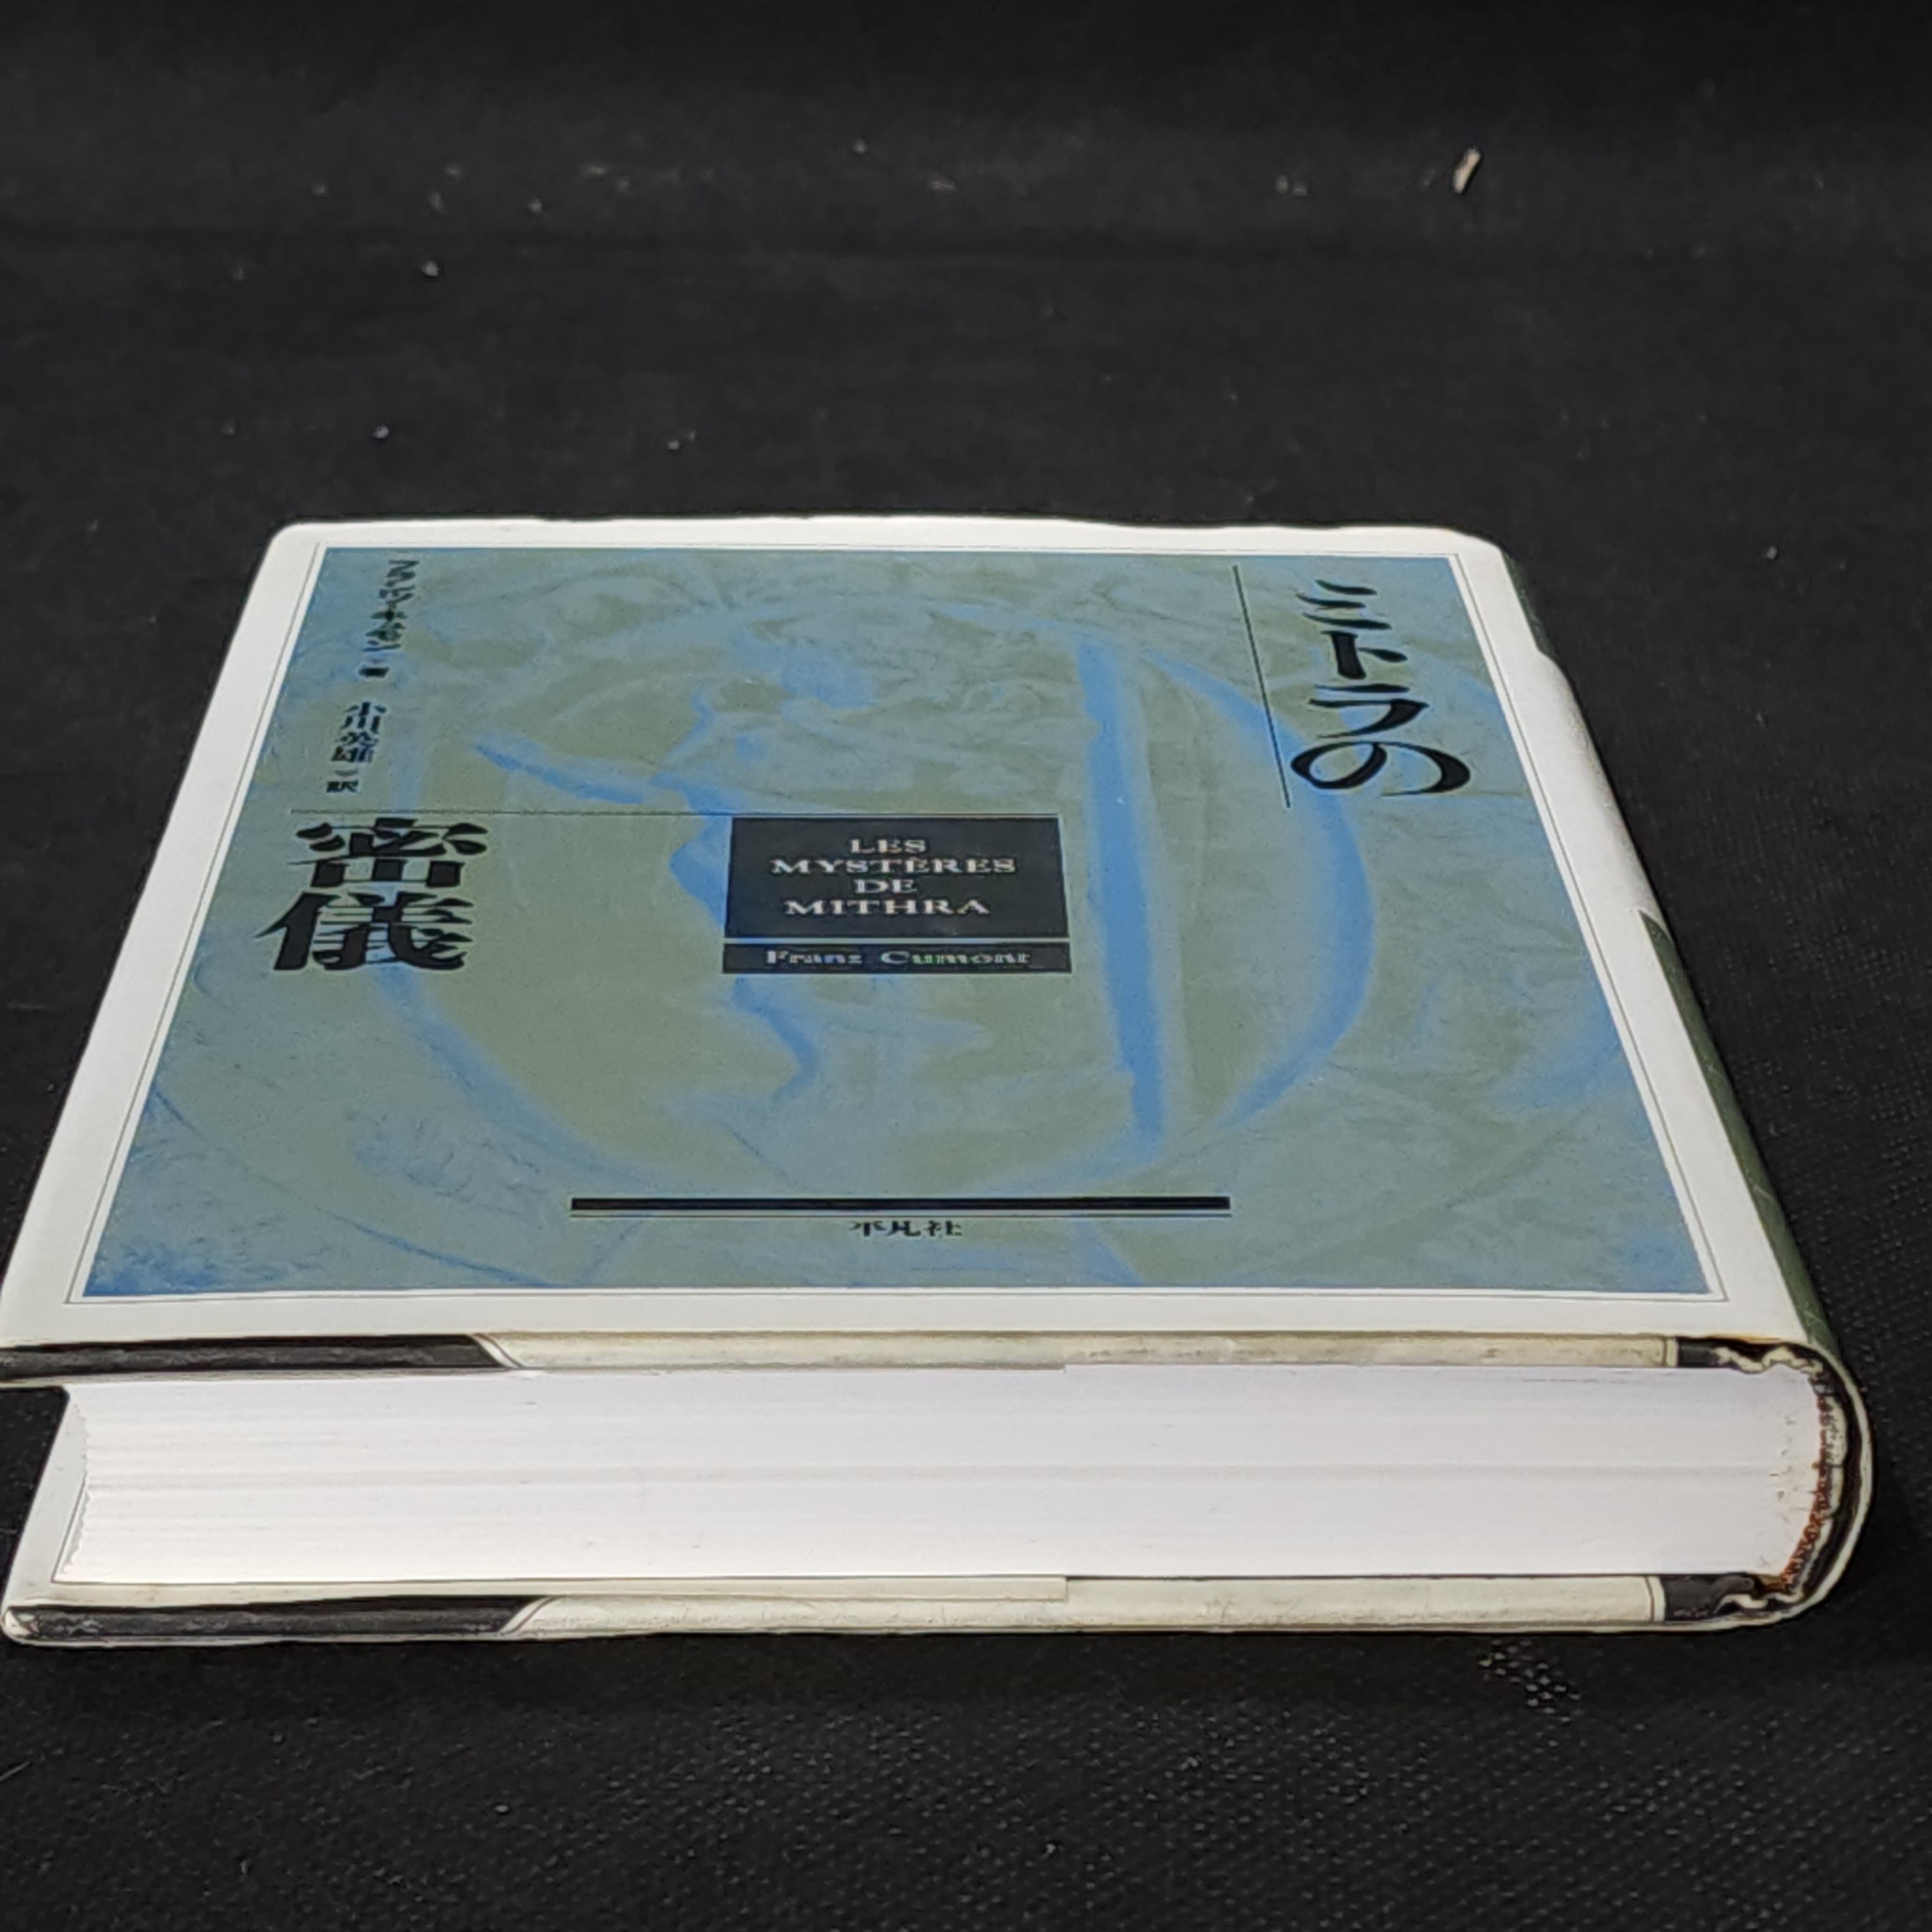 ミトラの
密儀
フランツ・キュモン 著
小川英雄 訳
LES
MYSTÈRES
DE
MITHRA
Franz Cumont
平凡社